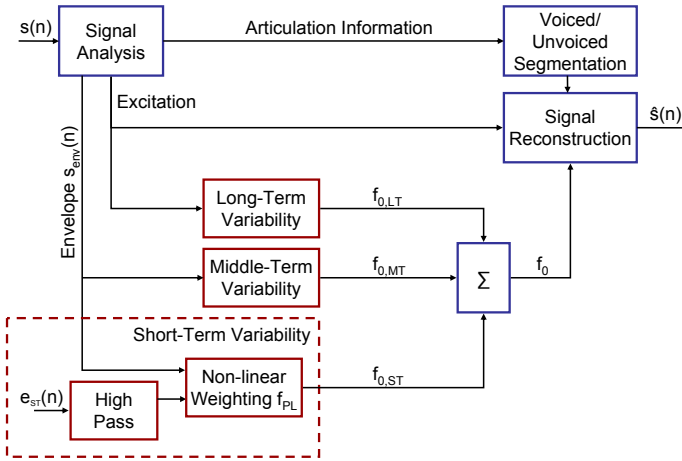 s(n)
Signal
Analysis
Articulation Information
Voiced/
Unvoiced
Segmentation
Excitation
Signal
Reconstruction
ŝ(n)
Envelope s_env(n)
Long-Term
Variability
f_0,LT
Middle-Term
Variability
f_0,MT
Σ
f_0
Short-Term Variability
Non-linear
Weighting f_PL
f_0,ST
e_ST(n)
High
Pass